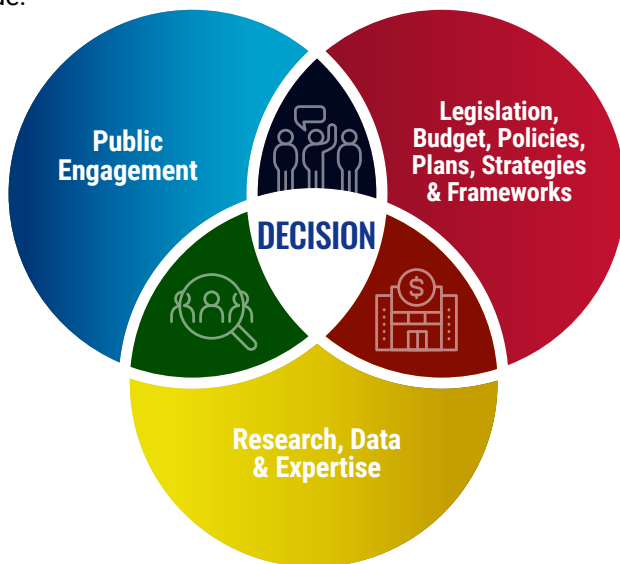 Public
Engagement
Legislation,
Budget, Policies,
Plans, Strategies
& Frameworks
DECISION
$
Research, Data
& Expertise